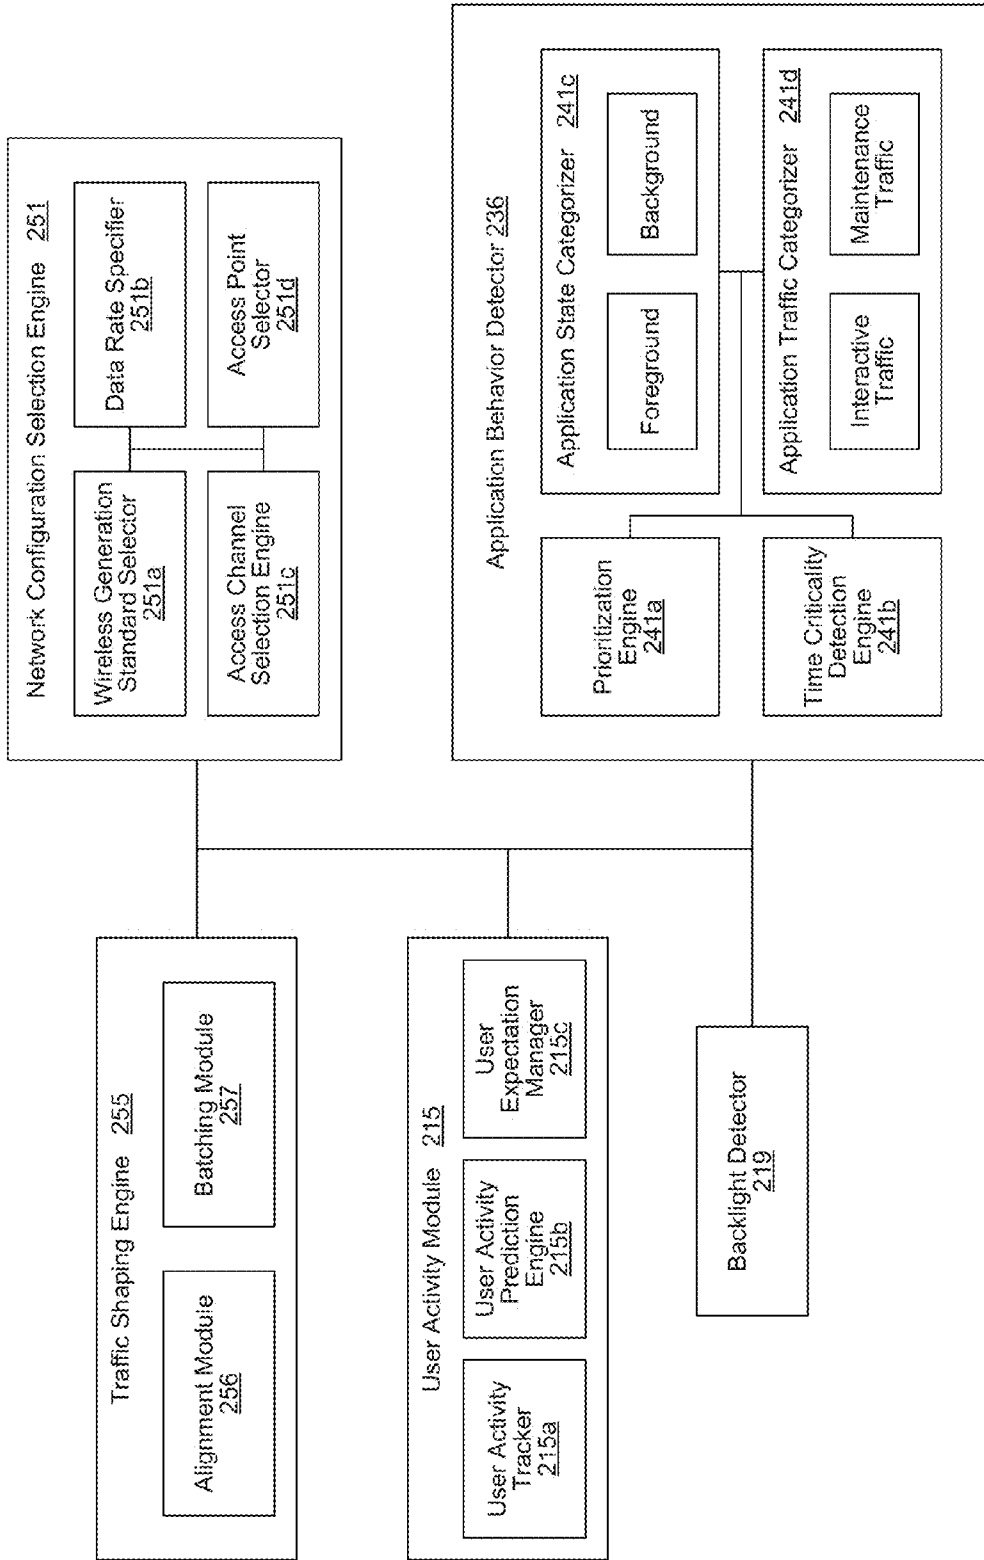 Traffic Shaping Engine 255
Alignment Module
256
Batching Module
257
Network Configuration Selection Engine 251
Wireless Generation
Standard Selector
251a
Data Rate Specifier
251b
Access Channel
Selection Engine
251c
Access Point
Selector
251d
User Activity Module 215
User Activity
Tracker
215a
User Activity
Prediction
Engine
215b
User
Expectation
Manager
215c
Backlight Detector
219
Application Behavior Detector 236
Prioritization
Engine
241a
Time Criticality
Detection
Engine
241b
Application State Categorizer 241c
Foreground
Background
Application Traffic Categorizer 241d
Interactive
Traffic
Maintenance
Traffic